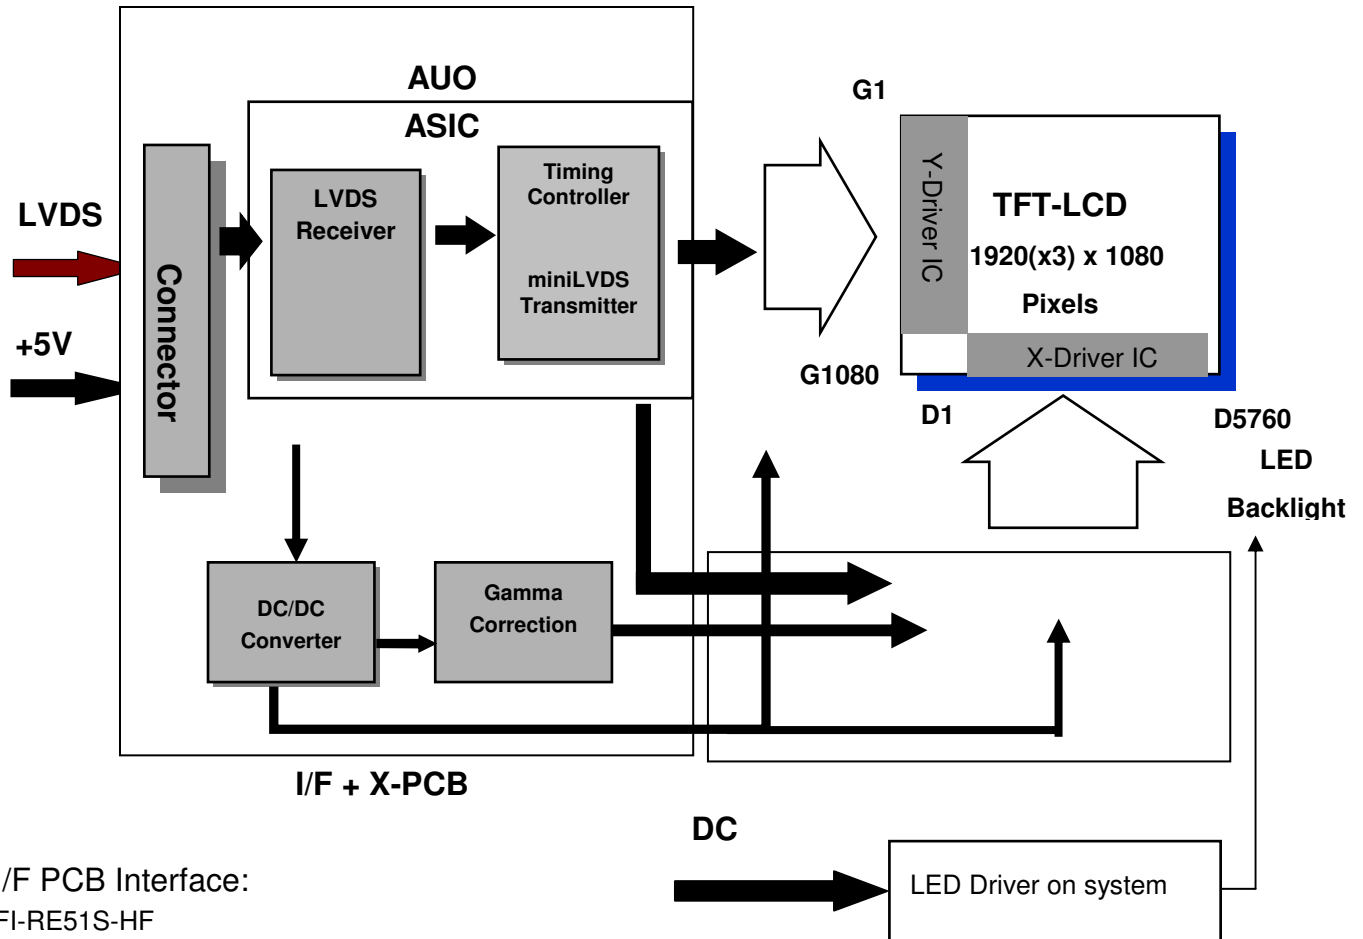 AUO
ASIC
Connector
LVDS
+5V
LVDS
Receiver
Timing
Controller
miniLVDS
Transmitter
G1
G1080
Y-Driver IC
TFT-LCD
1920(x3) x 1080
Pixels
X-Driver IC
D1
D5760
LED
Backlight
DC/DC
Converter
Gamma
Correction
I/F + X-PCB
DC
LED Driver on system
/F PCB Interface:
FI-RE51S-HF